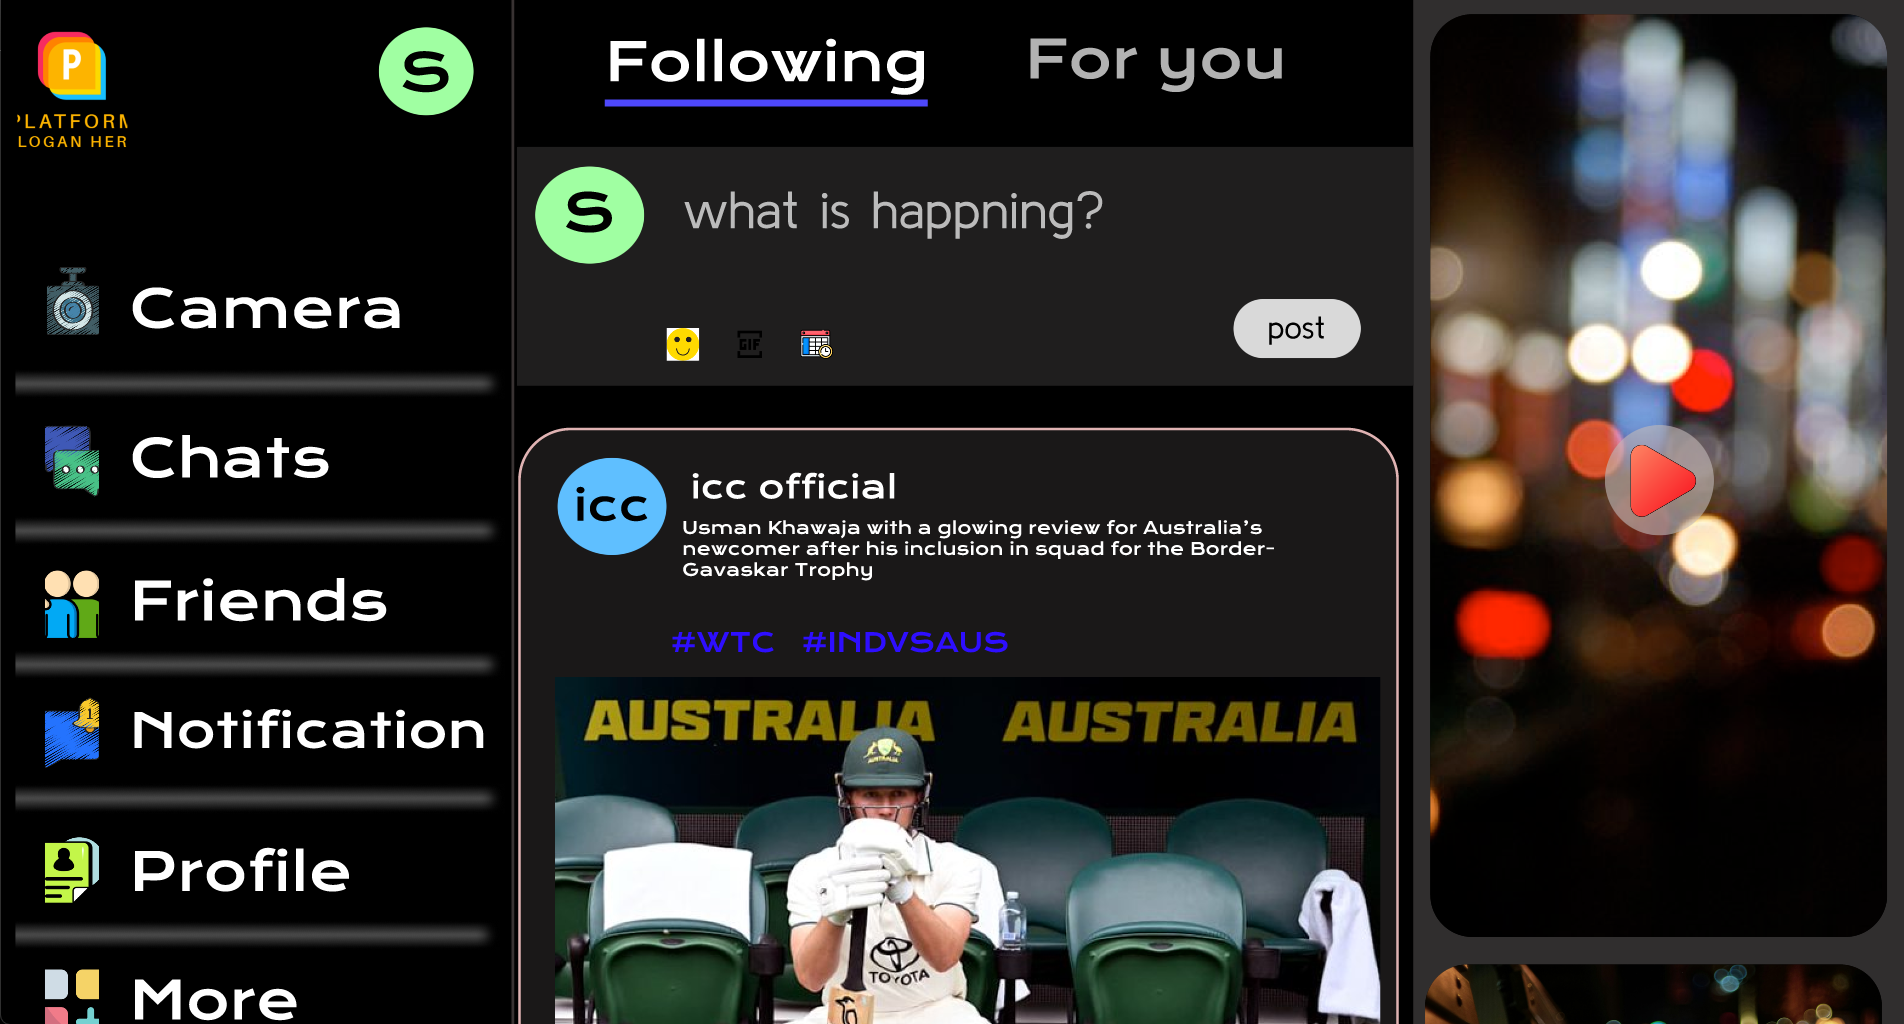 P
PLATFORM
LOGAN HER
S
Camera
Chats
Friends
1
Notification
Profile
More
Following
For you
S
what is happning?
GIF
post
icc
icc official
Usman Khawaja with a glowing review for Australia's
newcomer after his inclusion in squad for the Border-
Gavaskar Trophy
#WTC #INDVSAUS
AUSTRALIA AUSTRALIA
AUSTRALIA
TOYOTA